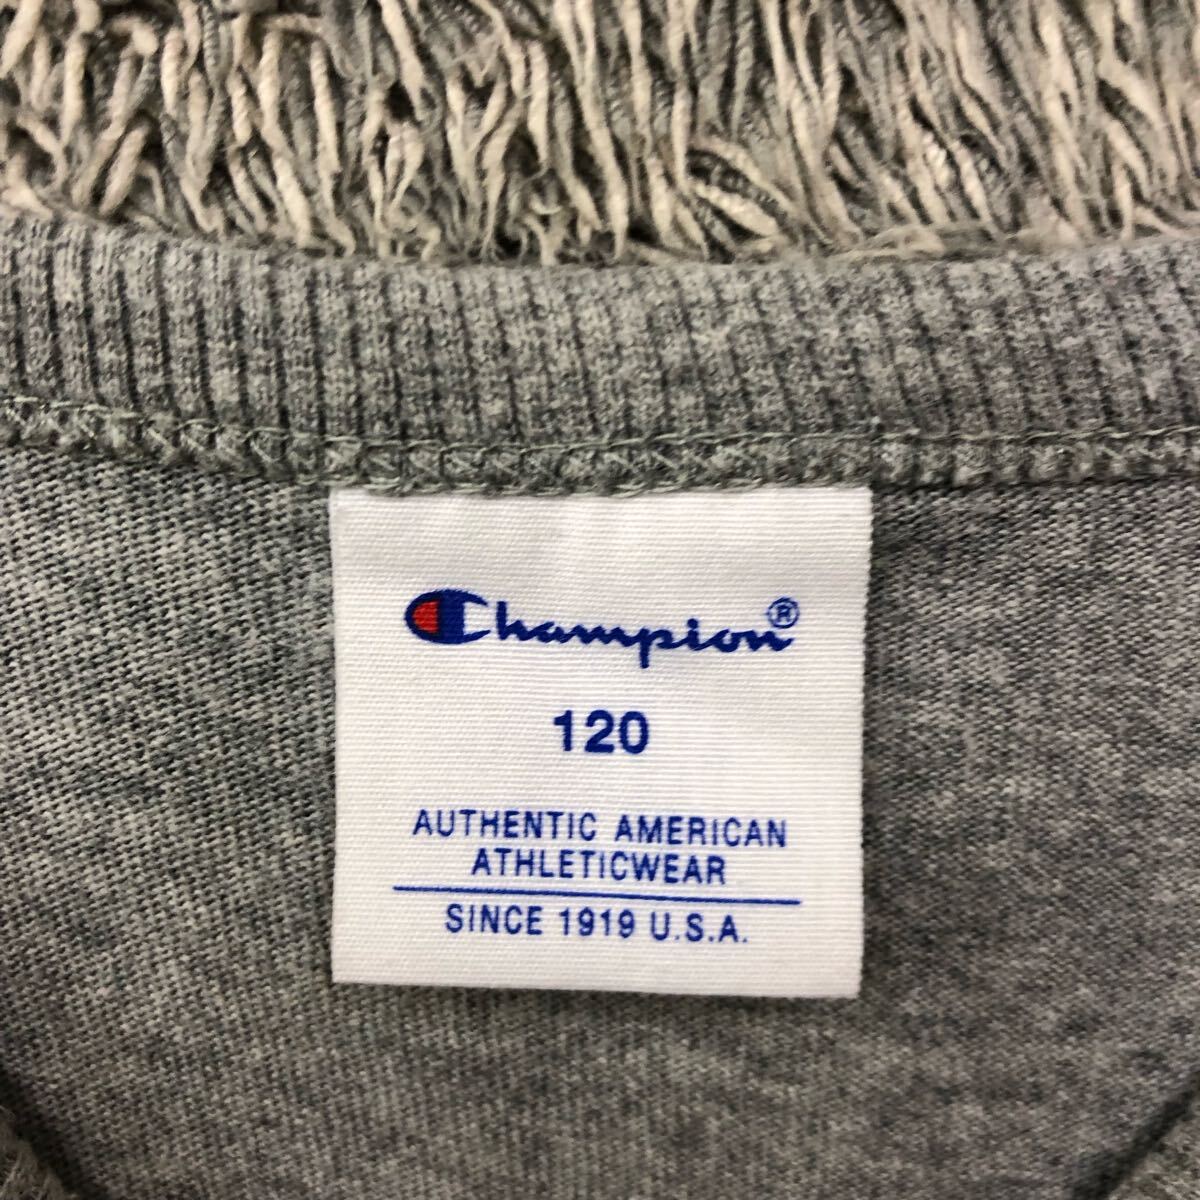 Champion®
120
AUTHENTIC AMERICAN
ATHLETICWEAR
SINCE 1919 U.S.A.